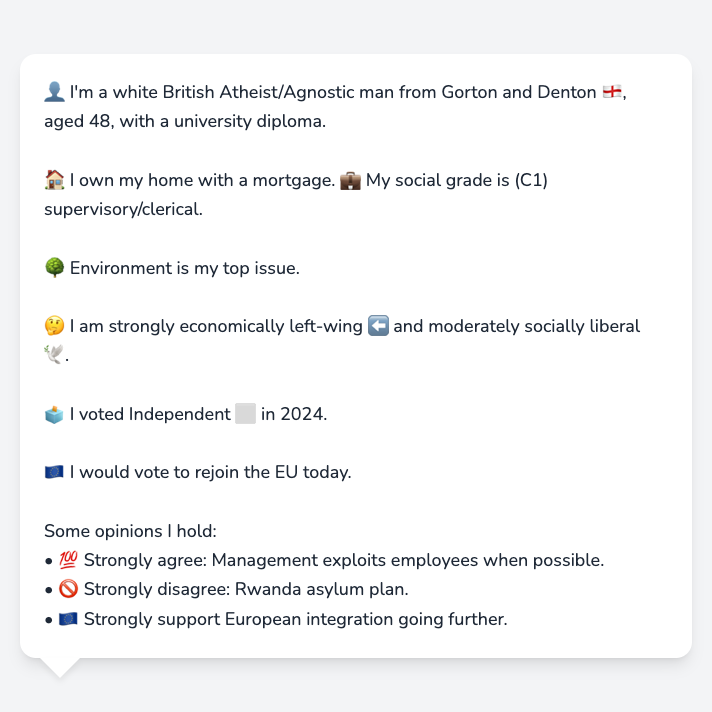 👤 I'm a white British Atheist/Agnostic man from Gorton and Denton 🏴󠁧󠁢󠁥󠁮󠁧󠁿,
aged 48, with a university diploma.
🏠 I own my home with a mortgage. 💼 My social grade is (C1)
supervisory/clerical.
🌳 Environment is my top issue.
🤔 I am strongly economically left-wing ⬅️ and moderately socially liberal
🕊️.
🗳️ I voted Independent ⬜ in 2024.
🇪🇺 I would vote to rejoin the EU today.
Some opinions I hold:
• 💯 Strongly agree: Management exploits employees when possible.
• 🚫 Strongly disagree: Rwanda asylum plan.
• 🇪🇺 Strongly support European integration going further.